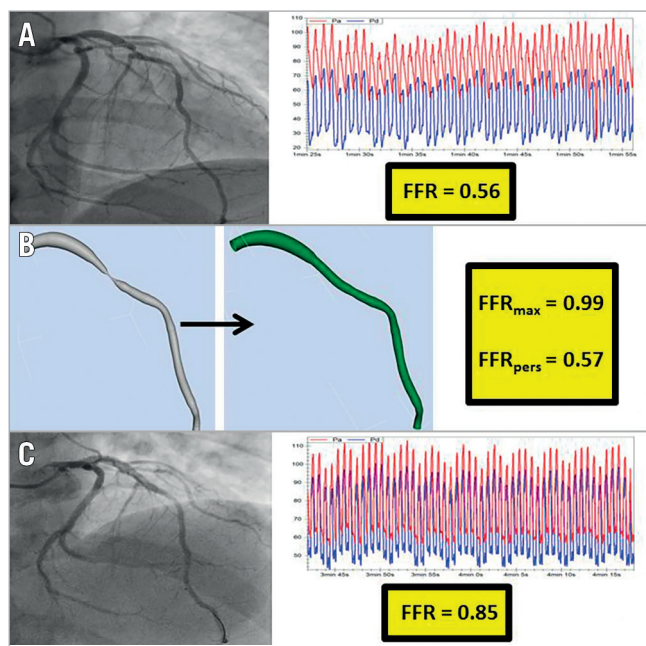 A
Pa Pd
110
100
90
80
70
60
50
40
30
20
1min 25s 1min 30s 1min 35s 1min 40s 1min 45s 1min 50s 1min 55s
FFR = 0.56
B
FFRmax = 0.99
FFRpers = 0.57
C
Pa Pd
110
100
90
80
70
60
50
3min 45s 3min 50s 3min 55s 4min 0s 4min 5s 4min 10s 4min 15s
FFR = 0.85